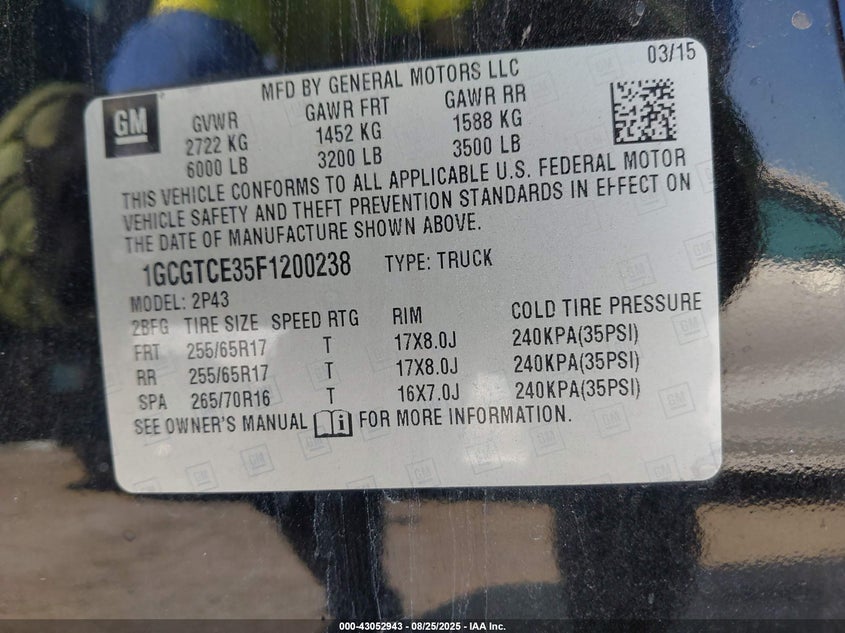 03/15
MFD BY GENERAL MOTORS LLC
GM
GVWR GAWR FRT GAWR RR
2722 KG 1452 KG 1588 KG
6000 LB 3200 LB 3500 LB
THIS VEHICLE CONFORMS TO ALL APPLICABLE U.S. FEDERAL MOTOR
VEHICLE SAFETY AND THEFT PREVENTION STANDARDS IN EFFECT ON
THE DATE OF MANUFACTURE SHOWN ABOVE.
1GCGTCE35F1200238 TYPE: TRUCK
MODEL: 2P43
2BFG TIRE SIZE SPEED RTG RIM COLD TIRE PRESSURE
FRT 255/65R17 T 17X8.0J 240KPA(35PSI)
RR 255/65R17 T 17X8.0J 240KPA(35PSI)
SPA 265/70R16 T 16X7.0J 240KPA(35PSI)
SEE OWNER'S MANUAL i FOR MORE INFORMATION.
000-43052943 - 08/25/2025 - IAA Inc.